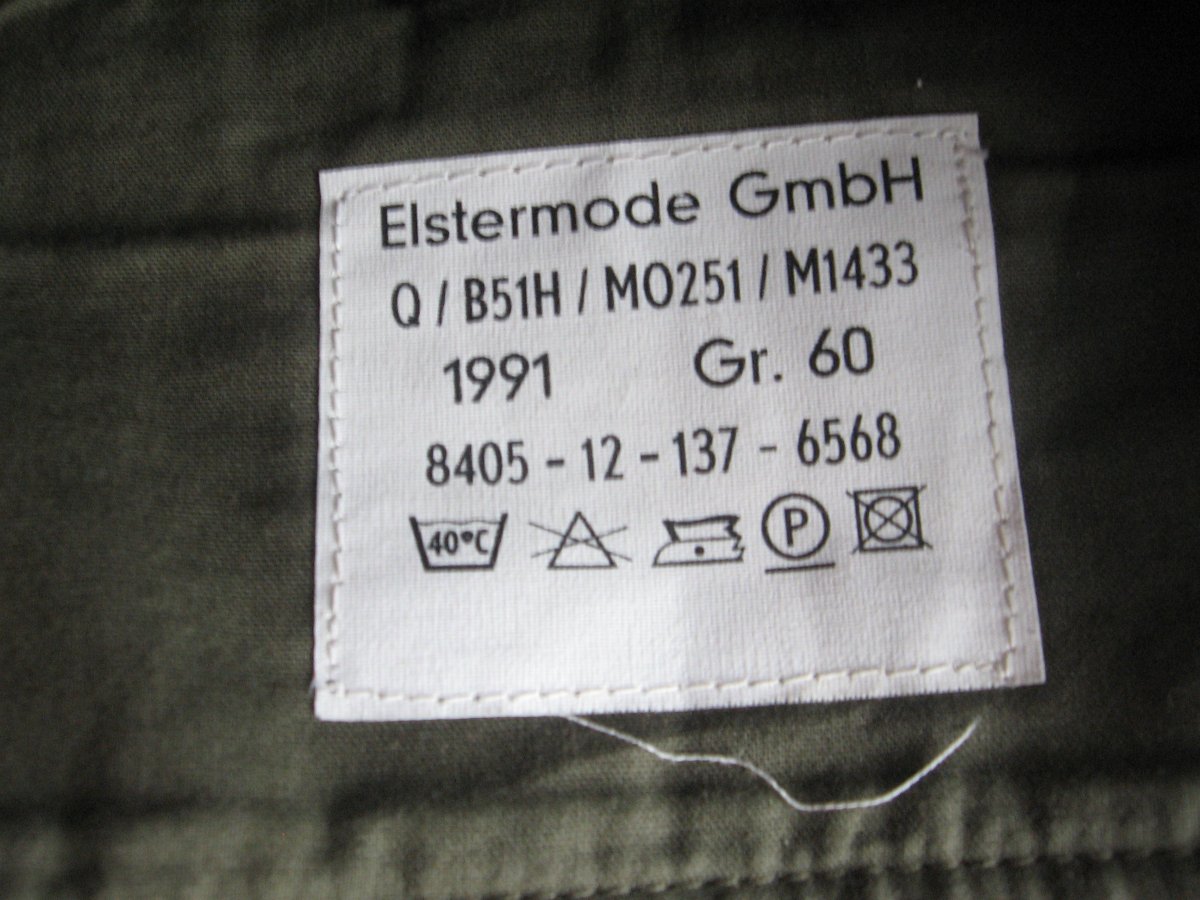 Elstermode GmbH
Q / B51H / MO251 / M1433
1991 Gr. 60
8405 - 12 - 137 - 6568
40°C P